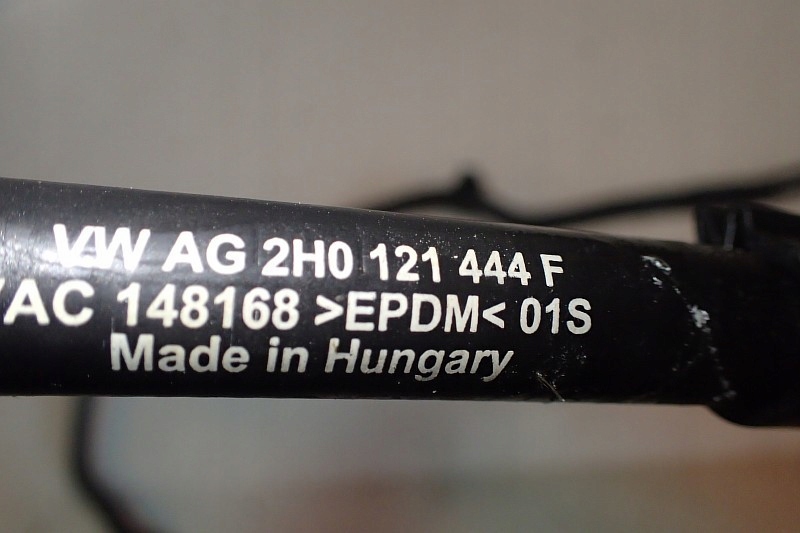 VW AG 2H0 121 444 F
/AC 148168 >EPDM< 01S
Made in Hungary